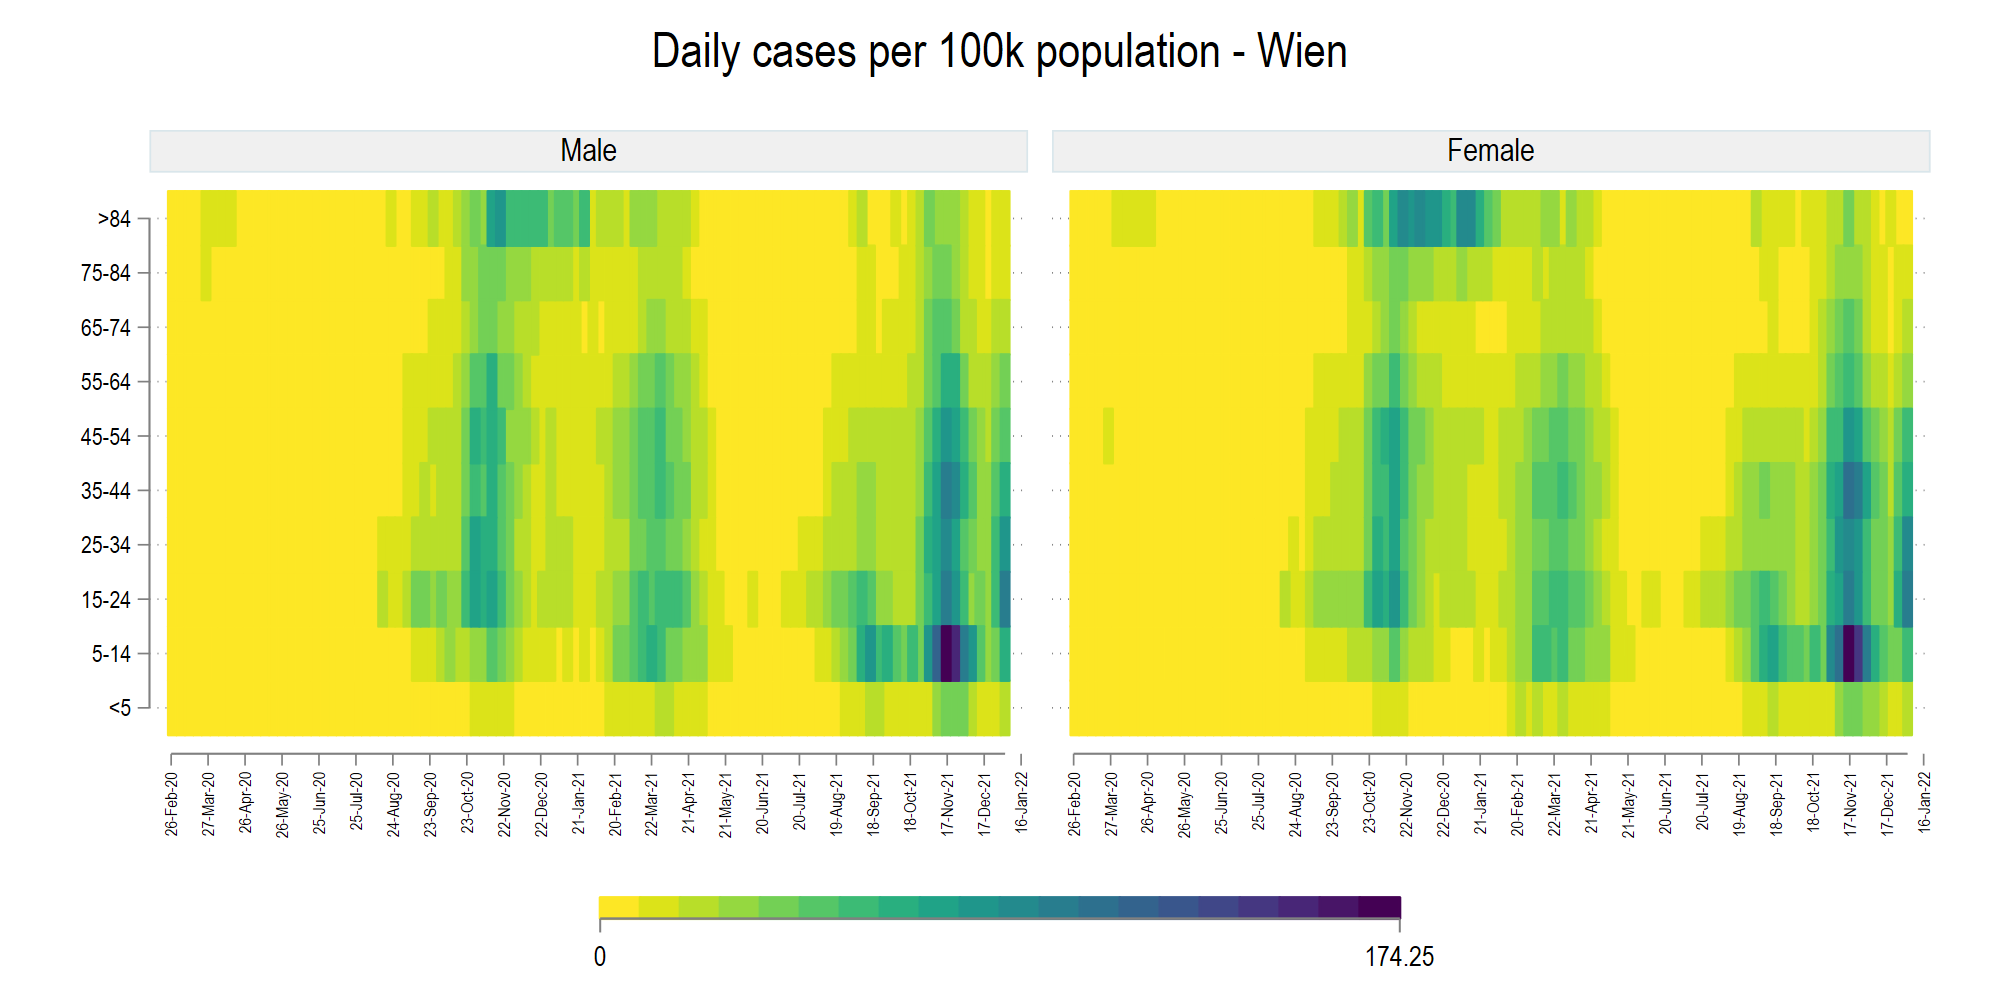 Daily cases per 100k population - Wien
Male
Female
>84
75-84
65-74
55-64
45-54
35-44
25-34
15-24
5-14
<5
26-Feb-20
27-Mar-20
26-Apr-20
26-May-20
25-Jun-20
25-Jul-20
24-Aug-20
23-Sep-20
23-Oct-20
22-Nov-20
22-Dec-20
21-Jan-21
20-Feb-21
22-Mar-21
21-Apr-21
21-May-21
20-Jun-21
20-Jul-21
19-Aug-21
18-Sep-21
18-Oct-21
17-Nov-21
17-Dec-21
16-Jan-22
26-Feb-20
27-Mar-20
26-Apr-20
26-May-20
25-Jun-20
25-Jul-20
24-Aug-20
23-Sep-20
23-Oct-20
22-Nov-20
22-Dec-20
21-Jan-21
20-Feb-21
22-Mar-21
21-Apr-21
21-May-21
20-Jun-21
20-Jul-21
19-Aug-21
18-Sep-21
18-Oct-21
17-Nov-21
17-Dec-21
16-Jan-22
0
174.25